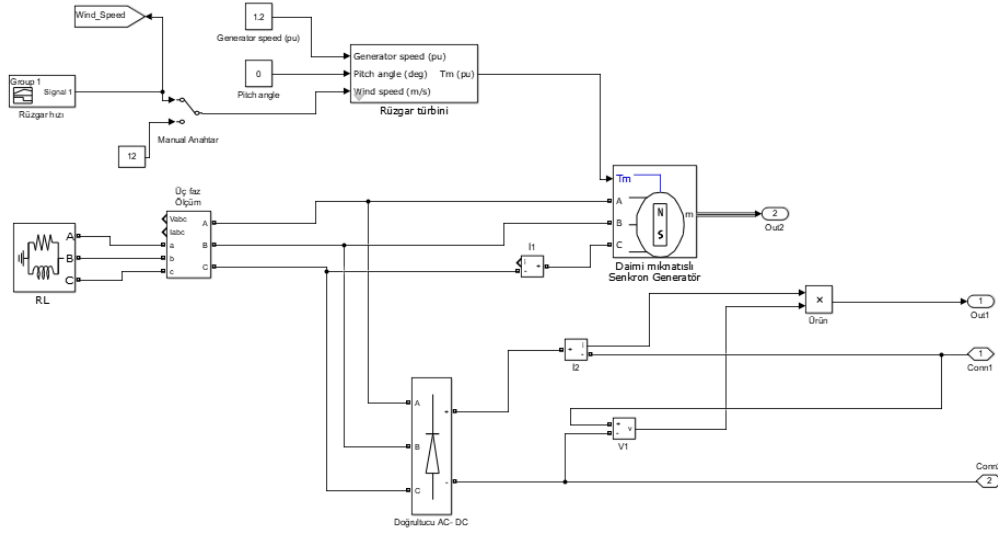 Wind_Speed
1.2
Generator speed (pu)
0
Pitch angle
Generator speed (pu)
Pitch angle (deg)
Wind speed (m/s)
Tm (pu)
Rüzgar türbini
Group 1
Signal 1
Rüzgar hızı
12
Manual Anahtar
Üç faz
Ölçüm
Vabc
Iabc
a
b
c
A
B
C
A
B
C
RL
Tm
A
B
C
N
S
m
Daimi mıknatıslı
Senkron Generatör
2
Out2
I1
i
+
-
×
Ürün
1
Out1
+
i
-
I2
1
Conn1
A
B
C
+
-
Doğrultucu AC- DC
+
-
v
V1
Conn2
2